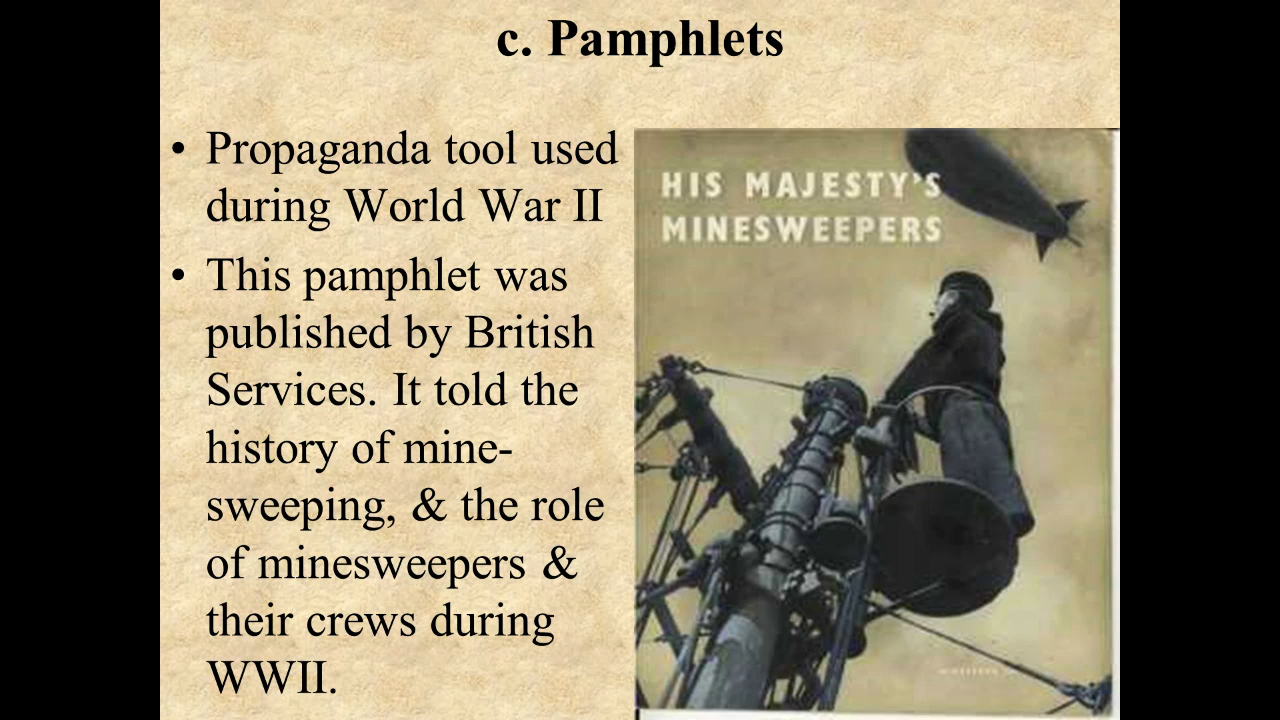 c. Pamphlets
• Propaganda tool used
during World War II
• This pamphlet was
published by British
Services. It told the
history of mine-
sweeping, & the role
of minesweepers &
their crews during
WWII.
HIS MAJESTY'S
MINESWEEPERS